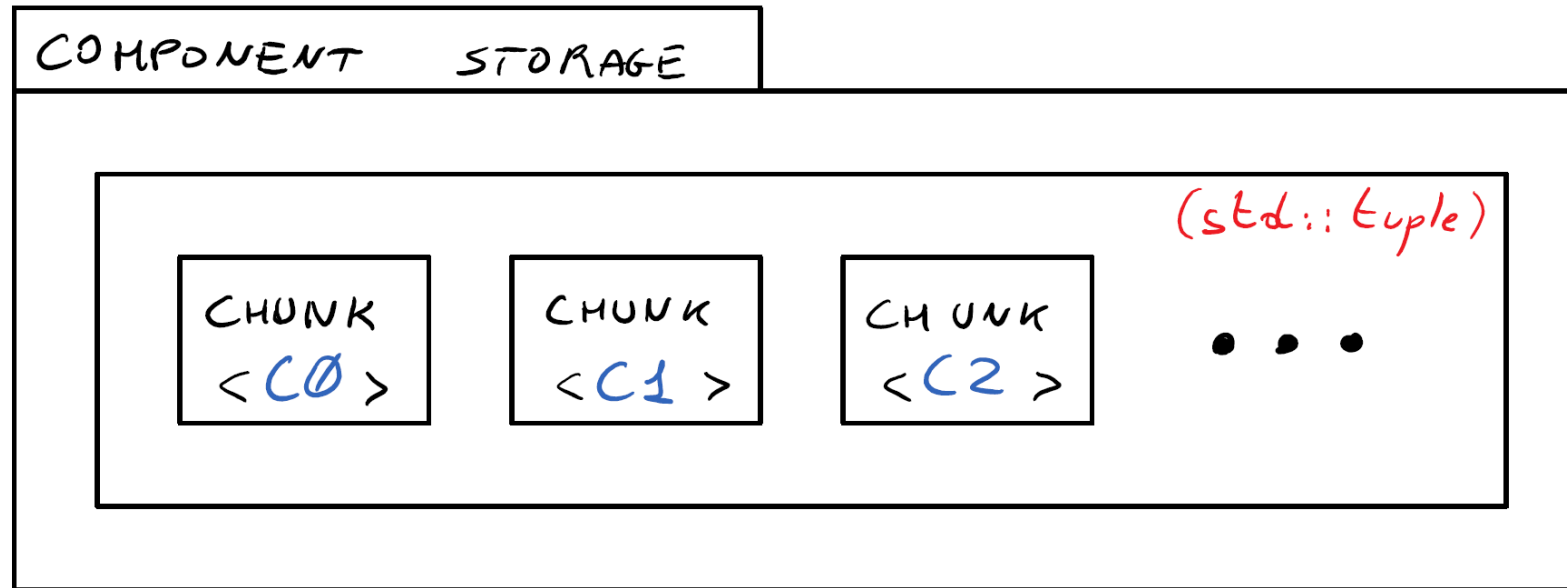 COMPONENT STORAGE
(std::tuple)
CHUNK CHUNK CHUNK
<C0> <C1> <C2> ...